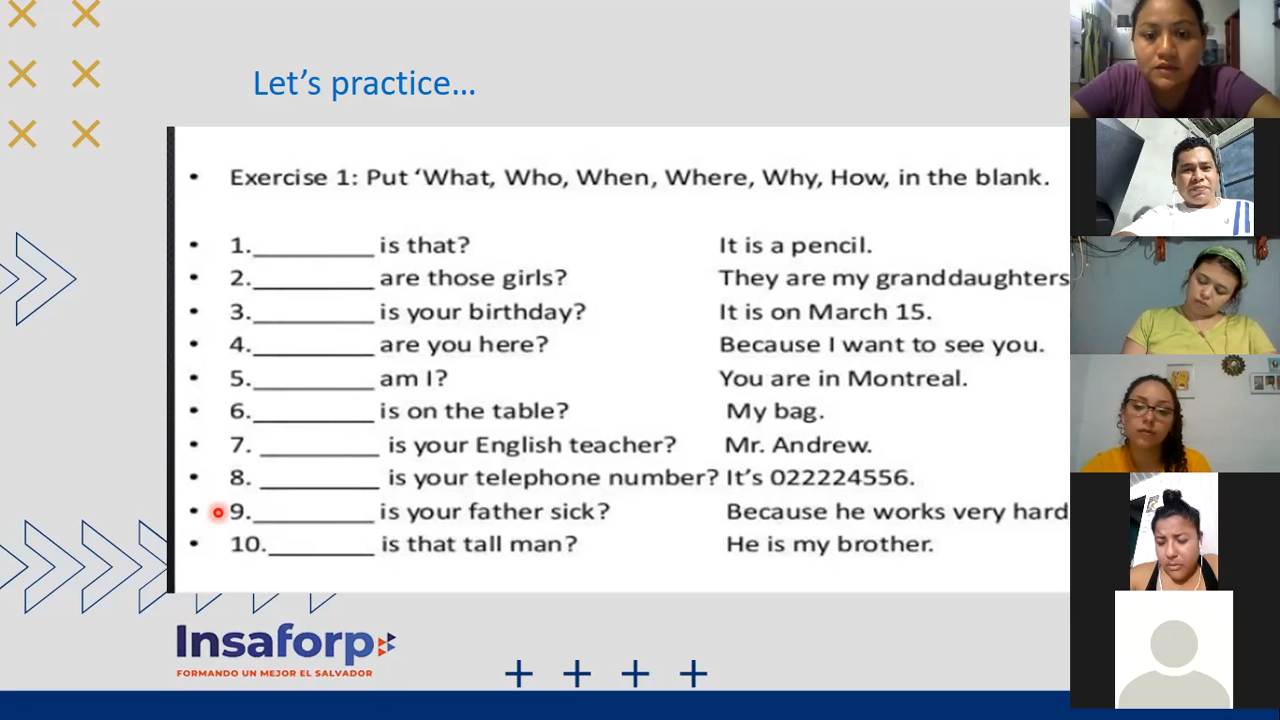 Let's practice...
• Exercise 1: Put ‘What, Who, When, Where, Why, How, in the blank.
• 1.__________ is that? It is a pencil.
• 2.__________ are those girls? They are my granddaughters
• 3.__________ is your birthday? It is on March 15.
• 4.__________ are you here? Because I want to see you.
• 5.__________ am I? You are in Montreal.
• 6.__________ is on the table? My bag.
• 7. __________ is your English teacher? Mr. Andrew.
• 8. __________ is your telephone number? It’s 022224556.
• 9.__________ is your father sick? Because he works very hard
• 10._________ is that tall man? He is my brother.
Insaforp
FORMANDO UN MEJOR EL SALVADOR